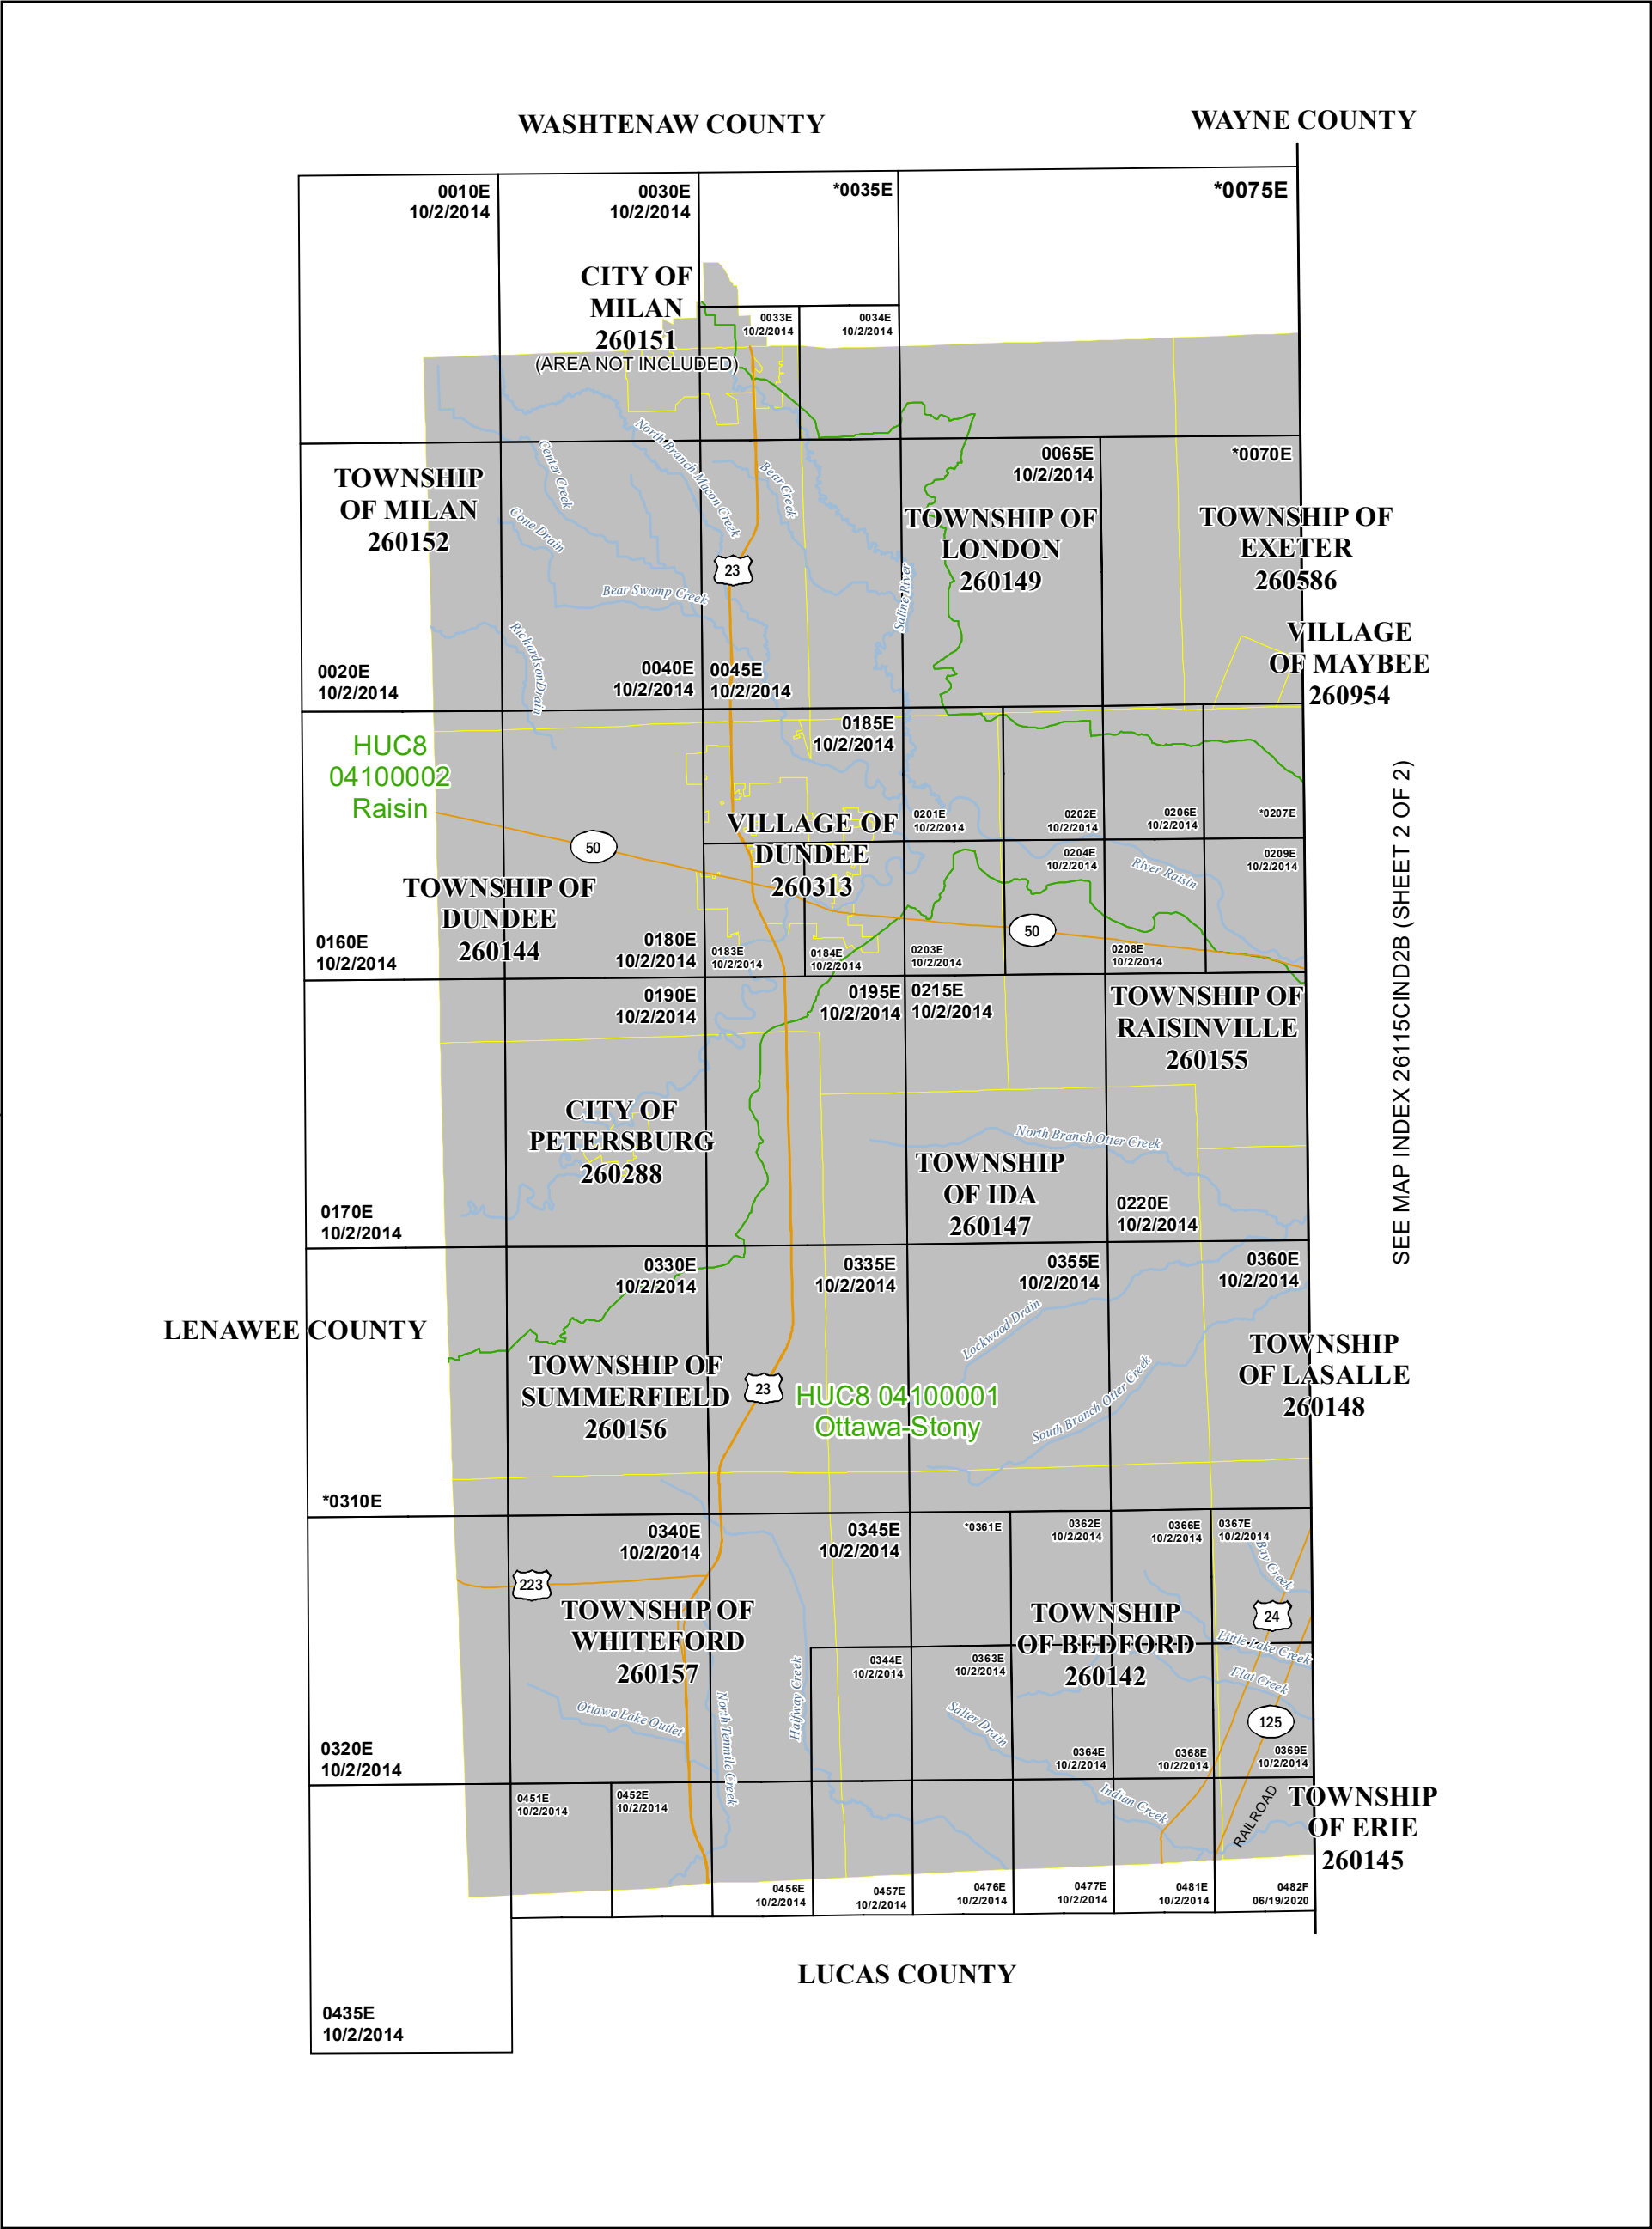 WASHTENAW COUNTY
WAYNE COUNTY
0010E
10/2/2014
0030E
10/2/2014
*0035E
*0075E
CITY OF
MILAN
260151
(AREA NOT INCLUDED)
0033E
10/2/2014
0034E
10/2/2014
TOWNSHIP
OF MILAN
260152
Center Creek
Cone Drain
North Branch Macon Creek
Bear Creek
23
Bear Swamp Creek
Saline River
Richardson Drain
0065E
10/2/2014
*0070E
TOWNSHIP OF
LONDON
260149
TOWNSHIP OF
EXETER
260586
VILLAGE
OF MAYBEE
260954
0020E
10/2/2014
0040E
10/2/2014
0045E
10/2/2014
HUC8
04100002
Raisin
0185E
10/2/2014
50
VILLAGE OF
DUNDEE
260313
0201E
10/2/2014
0202E
10/2/2014
0206E
10/2/2014
*0207E
0204E
10/2/2014
River Raisin
0209E
10/2/2014
TOWNSHIP OF
DUNDEE
260144
50
0160E
10/2/2014
0180E
10/2/2014
0183E
10/2/2014
0184E
10/2/2014
0203E
10/2/2014
0208E
10/2/2014
SEE MAP INDEX 26115CIND2B (SHEET 2 OF 2)
0190E
10/2/2014
0195E
10/2/2014
0215E
10/2/2014
TOWNSHIP OF
RAISINVILLE
260155
CITY OF
PETERSBURG
260288
North Branch Otter Creek
TOWNSHIP
OF IDA
260147
0170E
10/2/2014
0220E
10/2/2014
0330E
10/2/2014
0335E
10/2/2014
0355E
10/2/2014
0360E
10/2/2014
LENAWEE COUNTY
Lockwood Drain
TOWNSHIP OF
SUMMERFIELD
260156
23
HUC8 04100001
Ottawa-Stony
South Branch Otter Creek
TOWNSHIP
OF LASALLE
260148
*0310E
0340E
10/2/2014
0345E
10/2/2014
*0361E
0362E
10/2/2014
0366E
10/2/2014
0367E
10/2/2014
Bay Creek
223
24
TOWNSHIP OF
WHITEFORD
260157
TOWNSHIP
OF BEDFORD
260142
Little Lake Creek
Flat Creek
0344E
10/2/2014
0363E
10/2/2014
Halfway Creek
Ottawa Lake Outlet
North Tenmile Creek
Salter Drain
125
0320E
10/2/2014
0364E
10/2/2014
0368E
10/2/2014
0369E
10/2/2014
0451E
10/2/2014
0452E
10/2/2014
Indian Creek
RAILROAD
TOWNSHIP
OF ERIE
260145
0456E
10/2/2014
0457E
10/2/2014
0476E
10/2/2014
0477E
10/2/2014
0481E
10/2/2014
0482F
06/19/2020
LUCAS COUNTY
0435E
10/2/2014